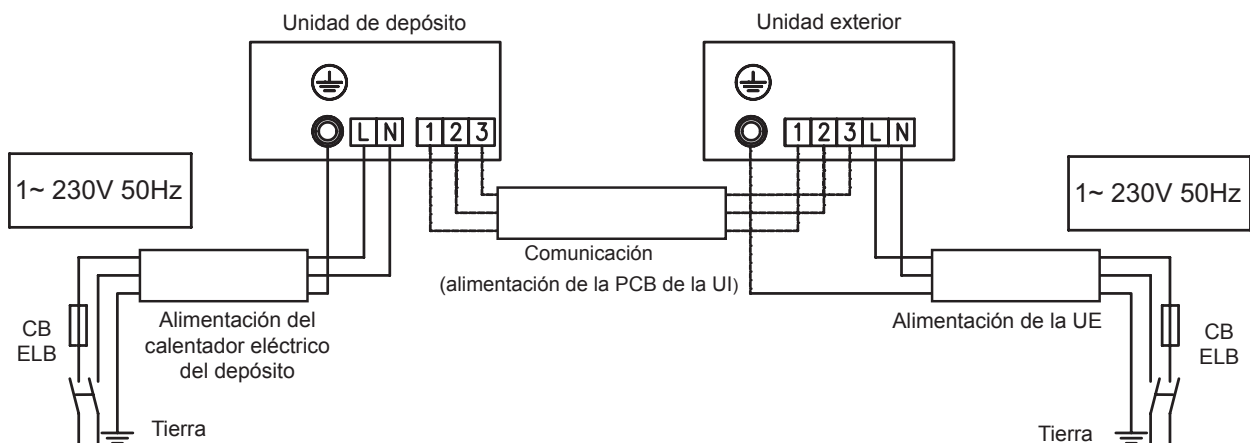 Unidad de depósito
Unidad exterior
L N 1 2 3
1 2 3 L N
1~ 230V 50Hz
1~ 230V 50Hz
Comunicación
(alimentación de la PCB de la UI)
Alimentación del
calentador eléctrico
del depósito
Alimentación de la UE
CB
ELB
CB
ELB
Tierra
Tierra